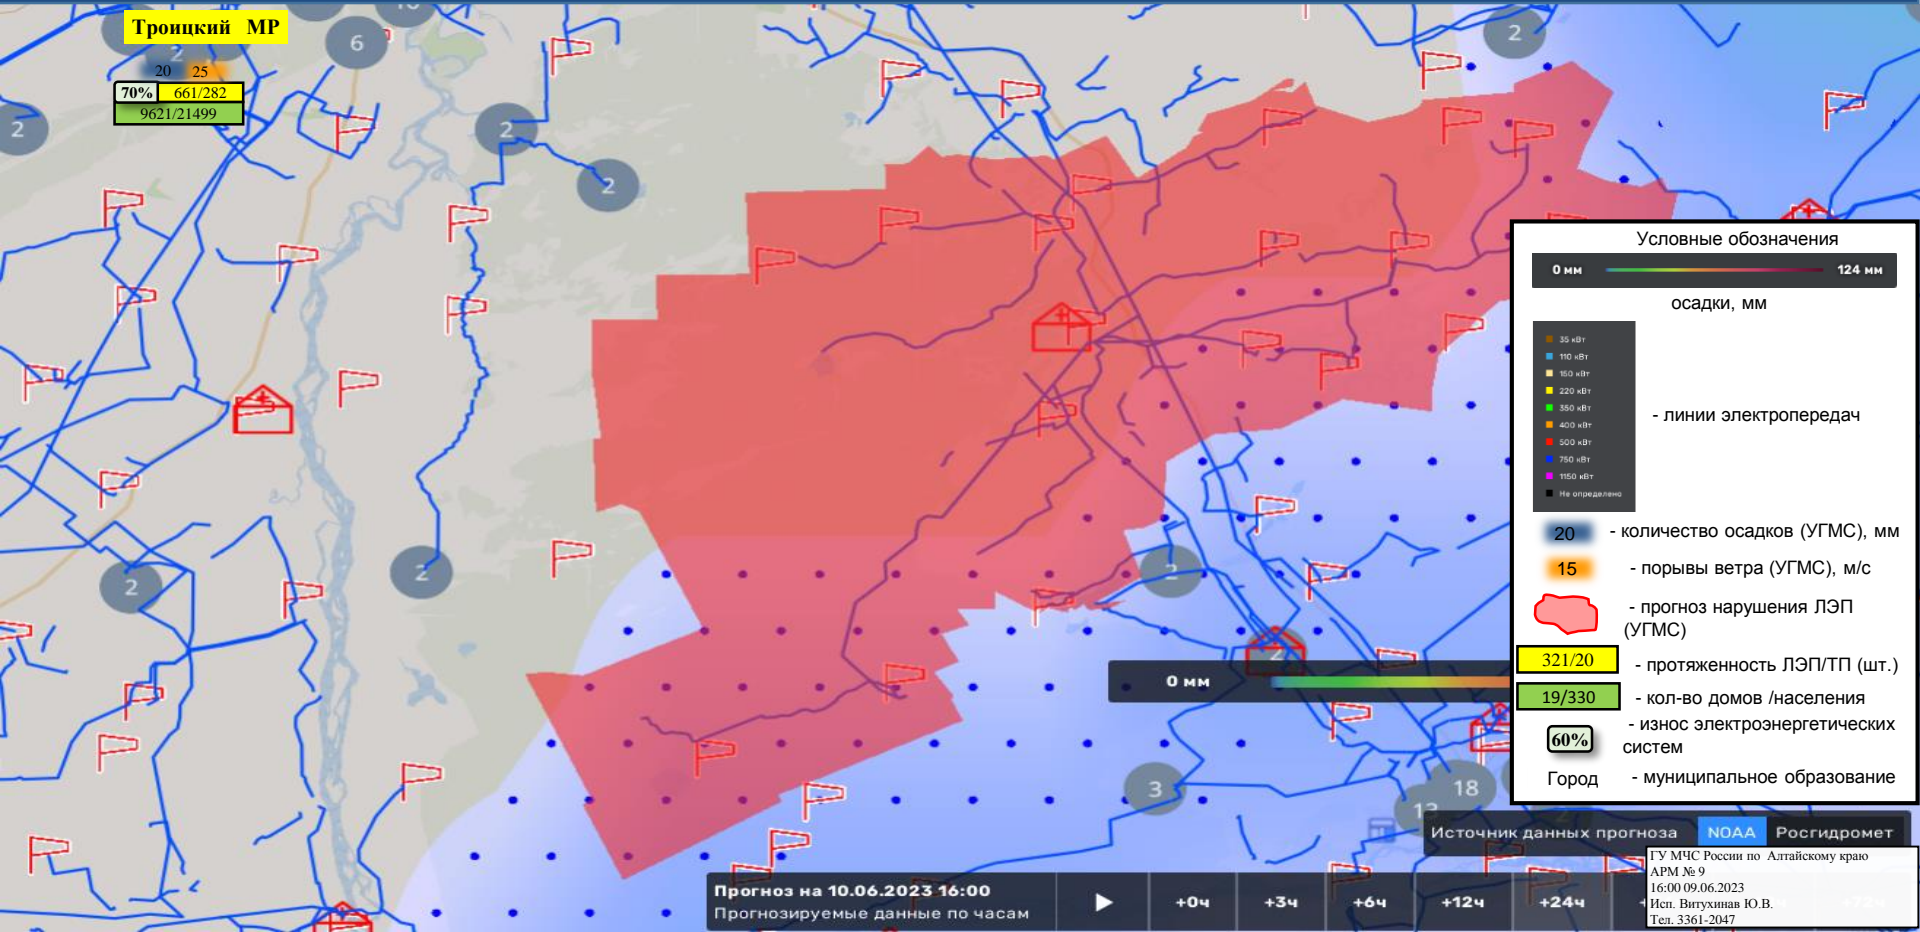 Троицкий МР
20 25
70% 661/282
9621/21499
2
6
10
2
2
2
2
2
2
2
2
2
3
18
13
2
Условные обозначения
0 мм 124 мм
осадки, мм
35 кВт
110 кВт
150 кВт
220 кВт
350 кВт
400 кВт
500 кВт
750 кВт
1150 кВт
Не определено
- линии электропередач
20 - количество осадков (УГМС), мм
15 - порывы ветра (УГМС), м/с
- прогноз нарушения ЛЭП
(УГМС)
321/20 - протяженность ЛЭП/ТП (шт.)
19/330 - кол-во домов /населения
60% - износ электроэнергетических
систем
Город - муниципальное образование
0 мм
Источник данных прогноза NOAA Росгидромет
Прогноз на 10.06.2023 16:00
Прогнозируемые данные по часам
+0ч +3ч +6ч +12ч +24ч
ГУ МЧС России по Алтайскому краю
АРМ № 9
16:00 09.06.2023
Исп. Витухинав Ю.В.
Тел. 3361-2047